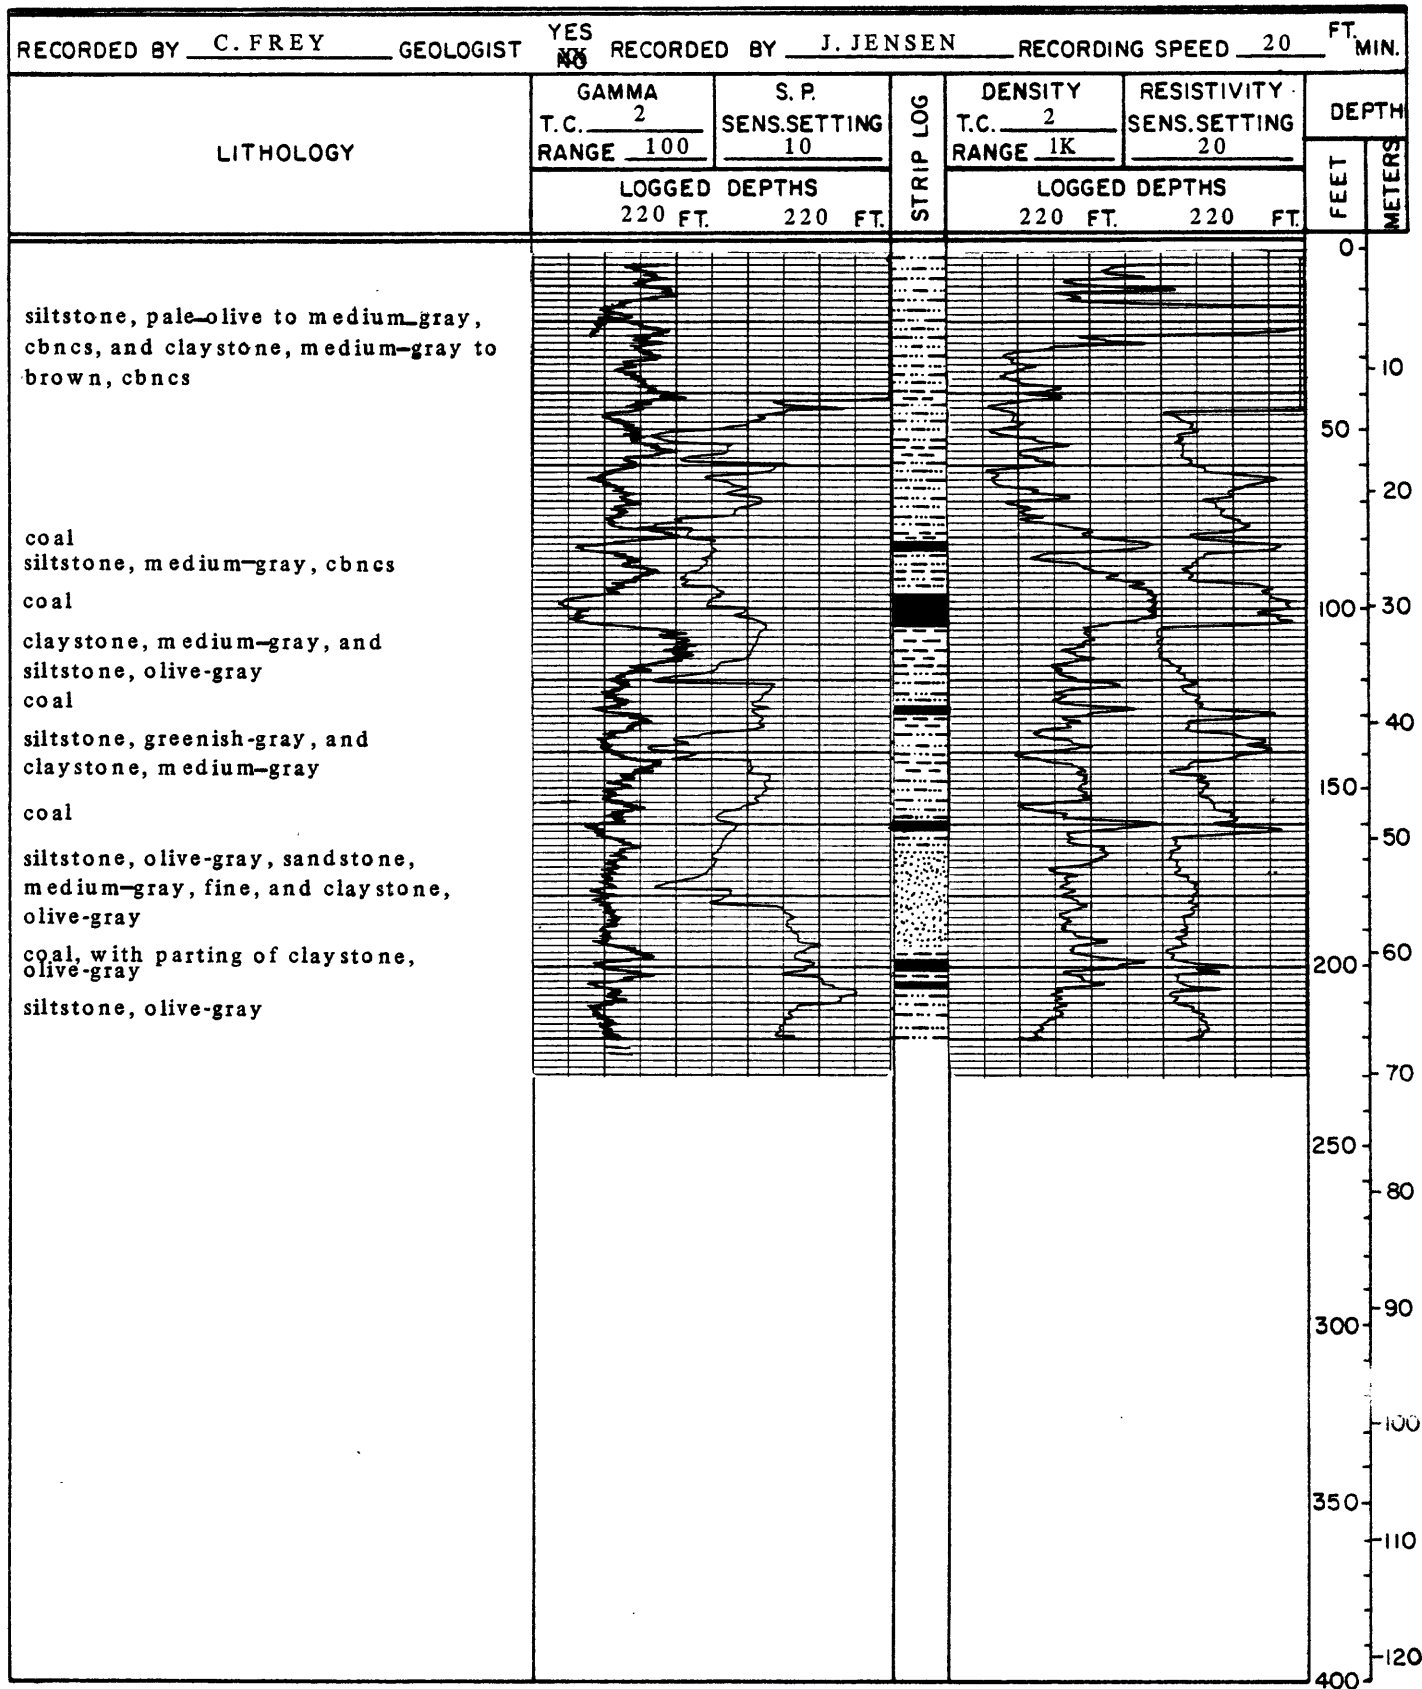 RECORDED BY C. FREY GEOLOGIST YES NO RECORDED BY J. JENSEN RECORDING SPEED 20 FT. MIN.
LITHOLOGY
GAMMA
T.C. 2
RANGE 100
S. P.
SENS. SETTING
10
LOGGED DEPTHS
220 FT. 220 FT.
STRIP LOG
DENSITY
T.C. 2
RANGE 1K
RESISTIVITY
SENS. SETTING
20
LOGGED DEPTHS
220 FT. 220 FT.
DEPTH
FEET
METERS
siltstone, pale-olive to medium-gray,
cbncs, and claystone, medium-gray to
brown, cbncs
coal
siltstone, medium-gray, cbncs
coal
claystone, medium-gray, and
siltstone, olive-gray
coal
siltstone, greenish-gray, and
claystone, medium-gray
coal
siltstone, olive-gray, sandstone,
medium-gray, fine, and claystone,
olive-gray
coal, with parting of claystone,
olive-gray
siltstone, olive-gray
0
10
50
20
100 30
40
150
50
200 60
70
250
80
90
300
100
350
110
120
400